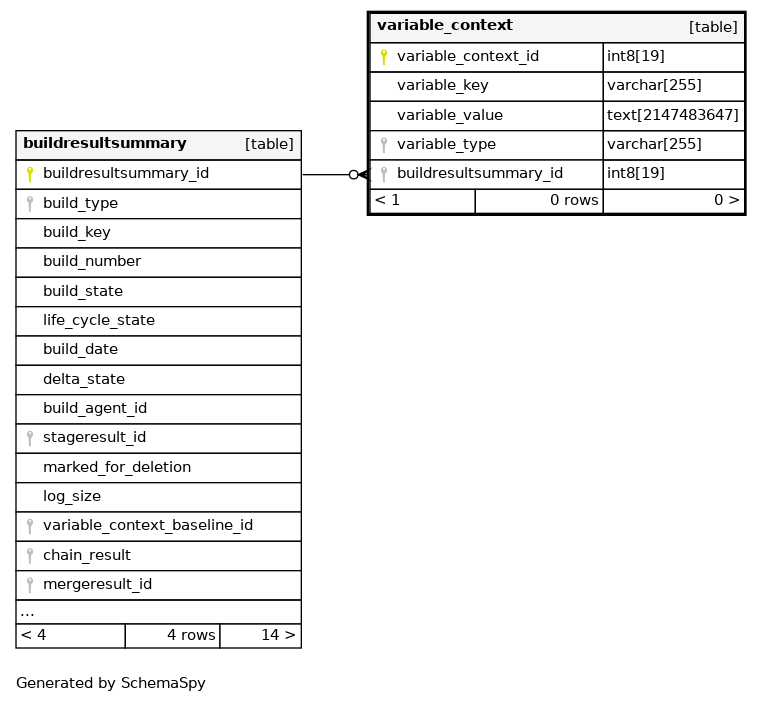 variable_context [table]
variable_context_id int8[19]
variable_key varchar[255]
variable_value text[2147483647]
variable_type varchar[255]
buildresultsummary_id int8[19]
< 1 0 rows 0 >
buildresultsummary [table]
buildresultsummary_id
build_type
build_key
build_number
build_state
life_cycle_state
build_date
delta_state
build_agent_id
stageresult_id
marked_for_deletion
log_size
variable_context_baseline_id
chain_result
mergeresult_id
...
< 4 4 rows 14 >
Generated by SchemaSpy